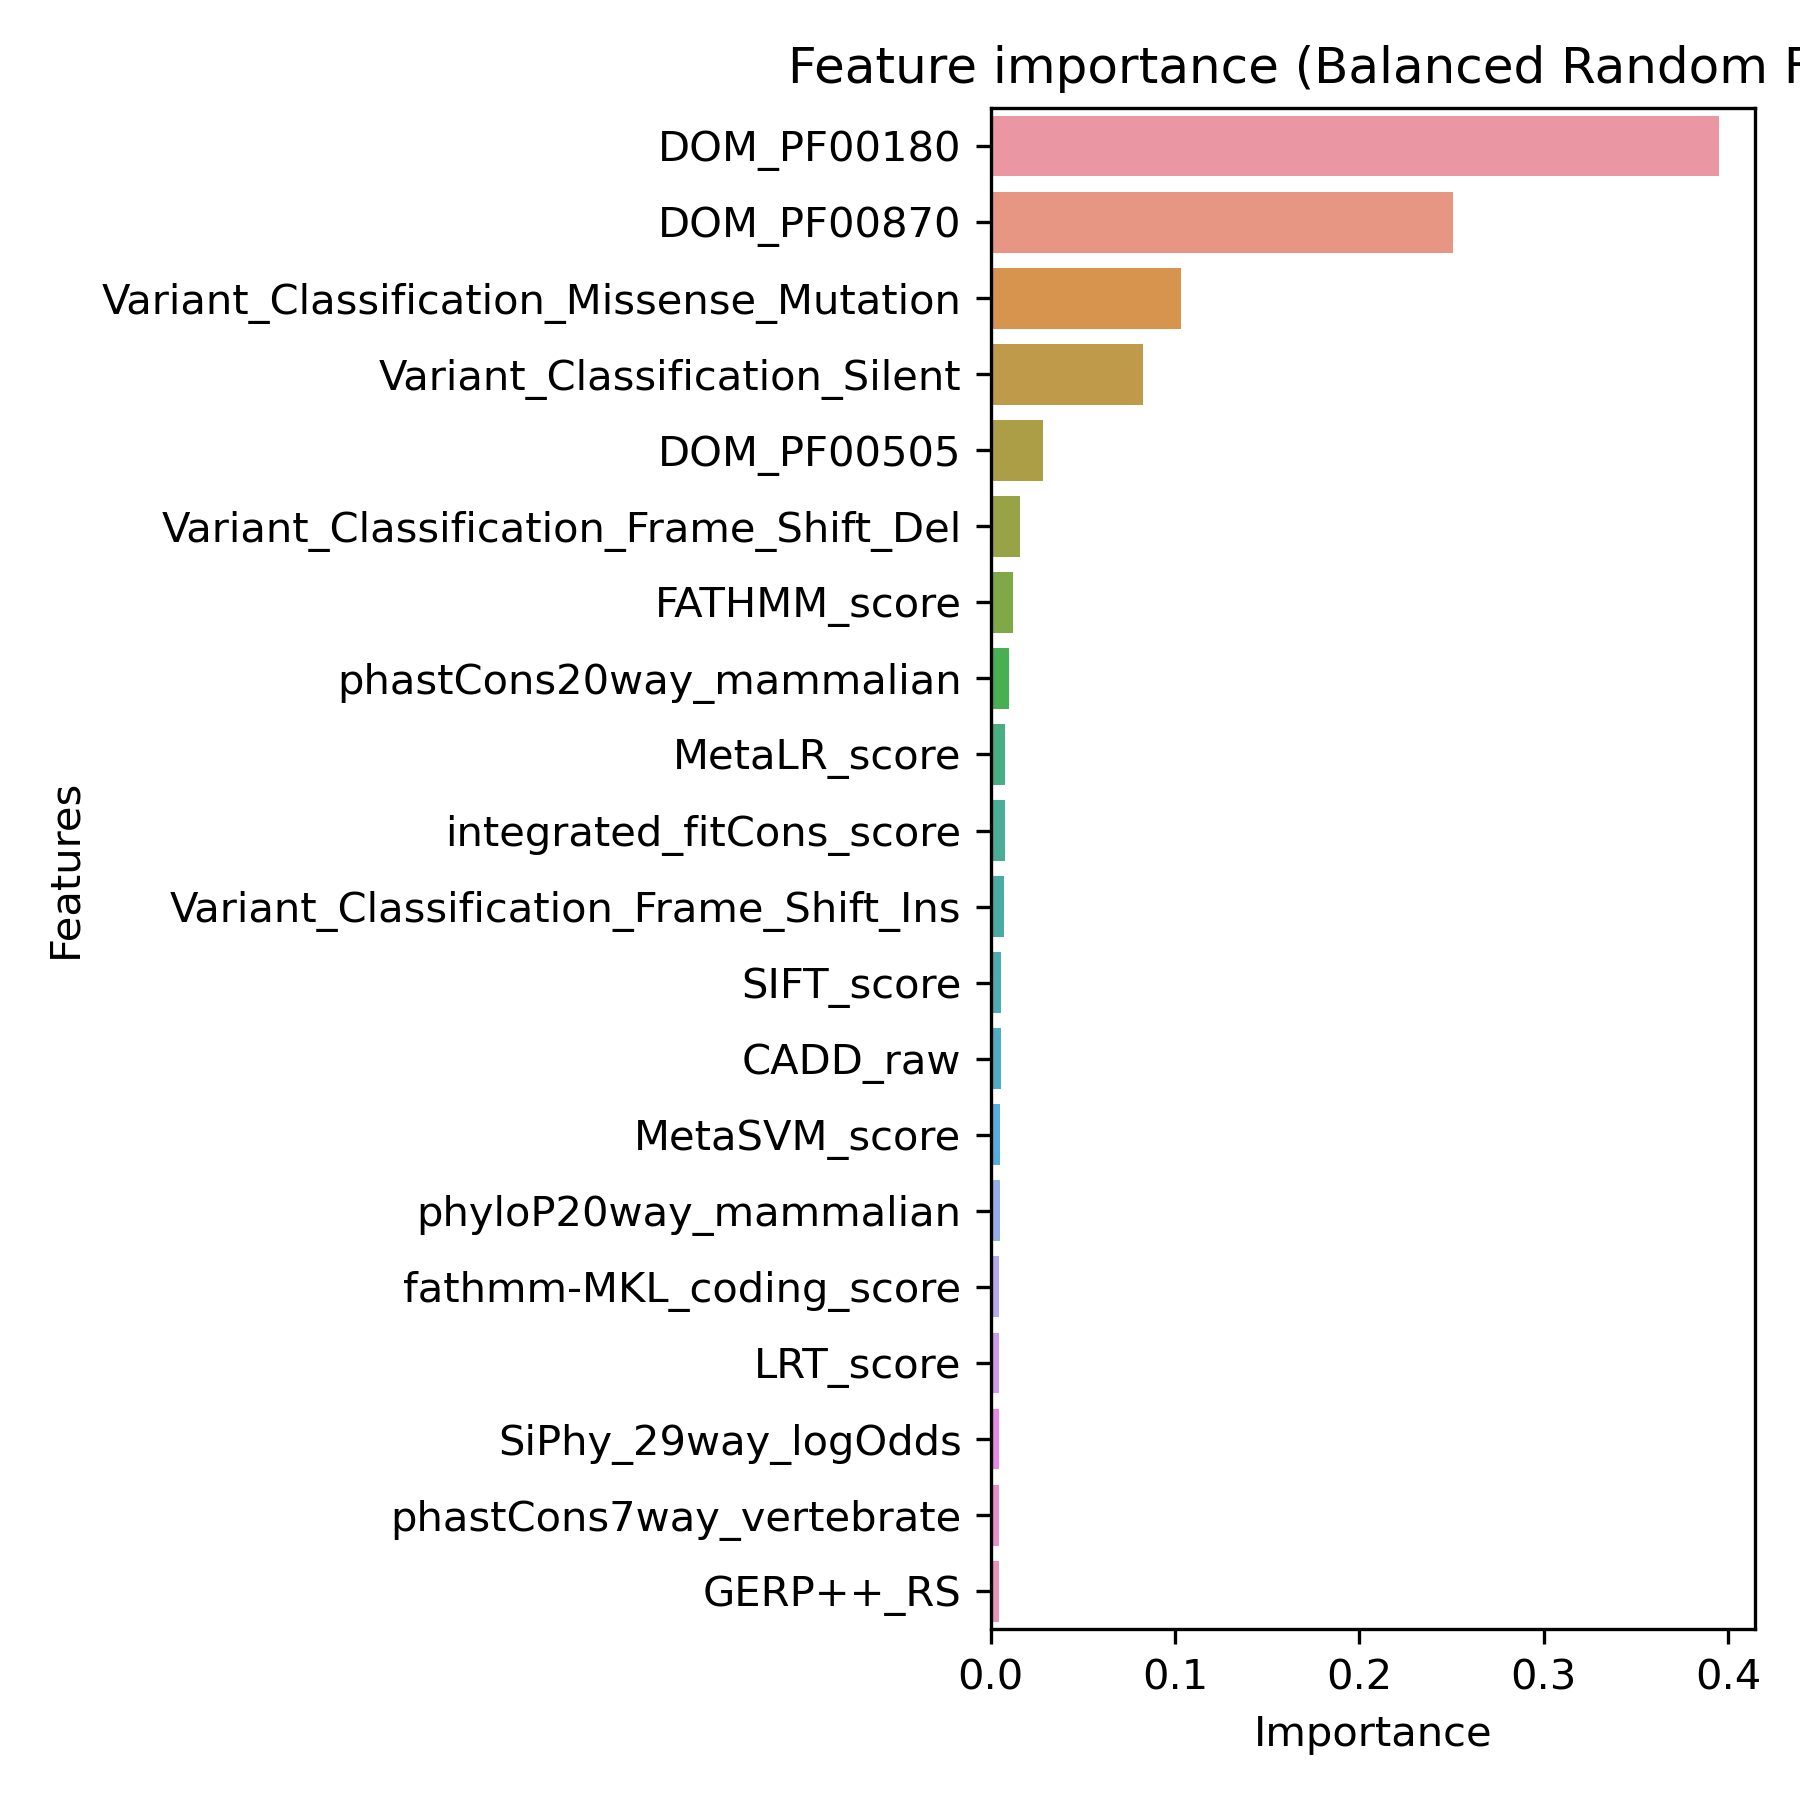 Feature importance (Balanced Random
DOM_PF00180
DOM_PF00870
Variant_Classification_Missense_Mutation
Variant_Classification_Silent
DOM_PF00505
Variant_Classification_Frame_Shift_Del
FATHMM_score
phastCons20way_mammalian
MetaLR_score
integrated_fitCons_score
Variant_Classification_Frame_Shift_Ins
SIFT_score
CADD_raw
MetaSVM_score
phyloP20way_mammalian
fathmm-MKL_coding_score
LRT_score
SiPhy_29way_logOdds
phastCons7way_vertebrate
GERP++_RS
Features
0.0 0.1 0.2 0.3 0.4
Importance